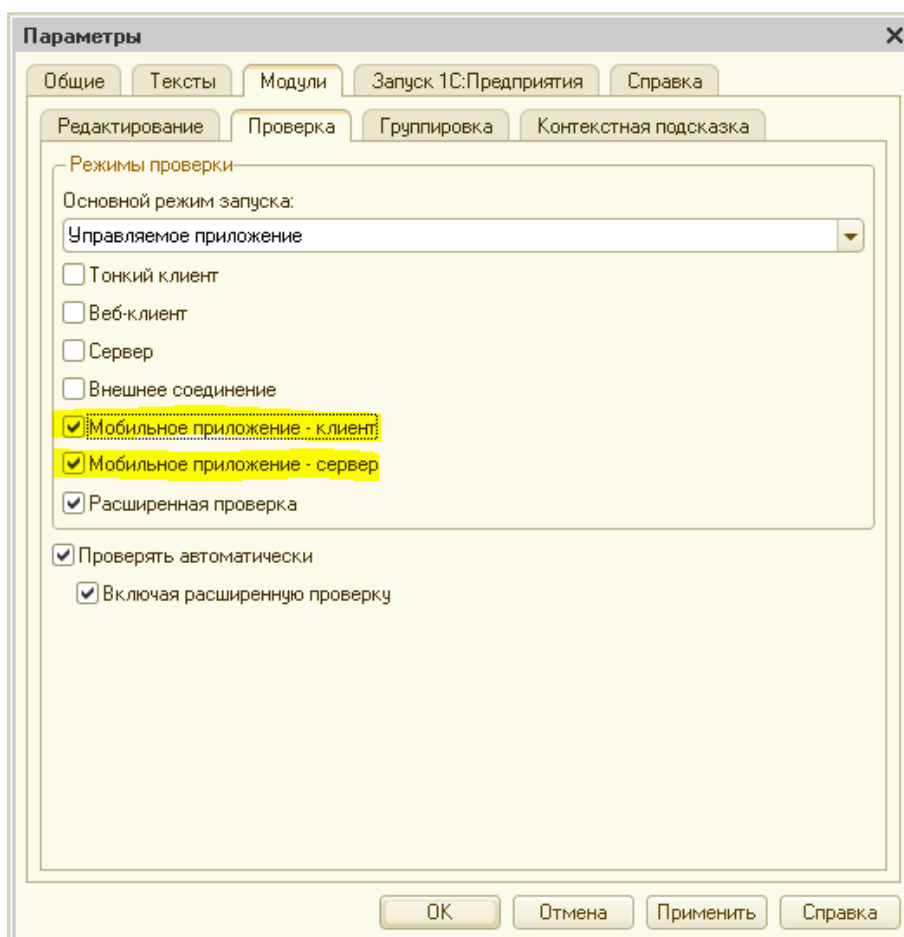 Параметры
Общие Тексты Модули Запуск 1С:Предприятия Справка
Редактирование Проверка Группировка Контекстная подсказка
Режимы проверки
Основной режим запуска:
Управляемое приложение
Тонкий клиент
Веб-клиент
Сервер
Внешнее соединение
Мобильное приложение - клиент
Мобильное приложение - сервер
Расширенная проверка
Проверять автоматически
Включая расширенную проверку
OK Отмена Применить Справка